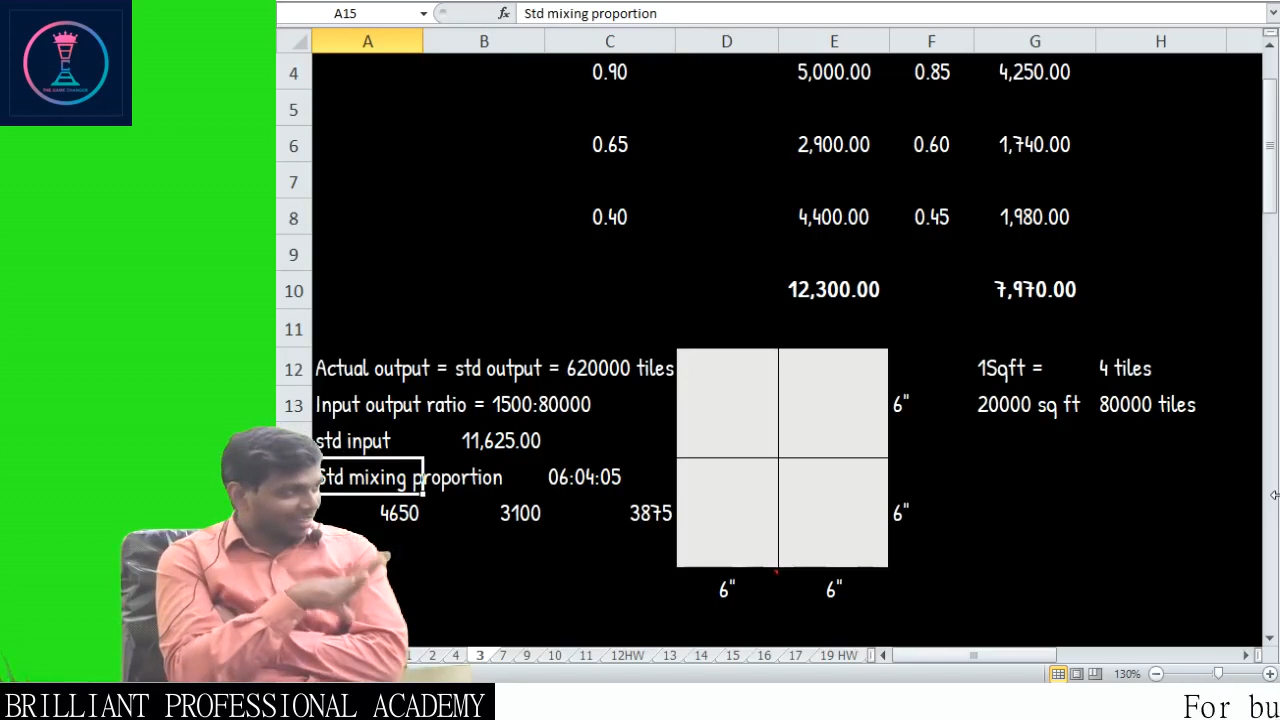 THE GAME CHANGER
A15 fx Std mixing proportion
A B C D E F G H
4 0.90 5,000.00 0.85 4,250.00
5
6 0.65 2,900.00 0.60 1,740.00
7
8 0.40 4,400.00 0.45 1,980.00
9
10 12,300.00 7,970.00
11
12 Actual output = std output = 620000 tiles 1Sqft = 4 tiles
13 Input output ratio = 1500:80000 6" 20000 sq ft 80000 tiles
std input 11,625.00
Std mixing proportion 06:04:05
4650 3100 3875 6"
6" 6"
1 2 4 3 7 9 10 11 12HW 13 14 15 16 17 19 HW
130%
BRILLIANT PROFESSIONAL ACADEMY For bu